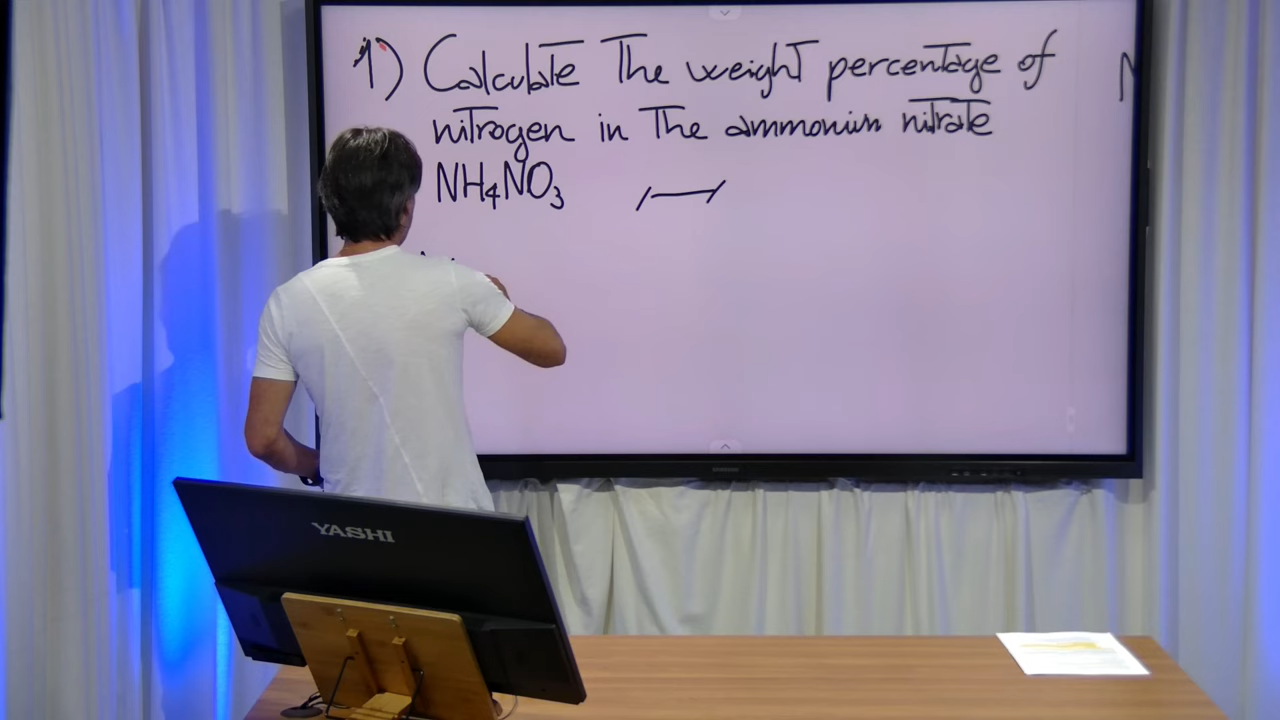 1) Calculate The weight percentage of
nitrogen in The ammonium nitrate
NH₄NO₃
YASHI